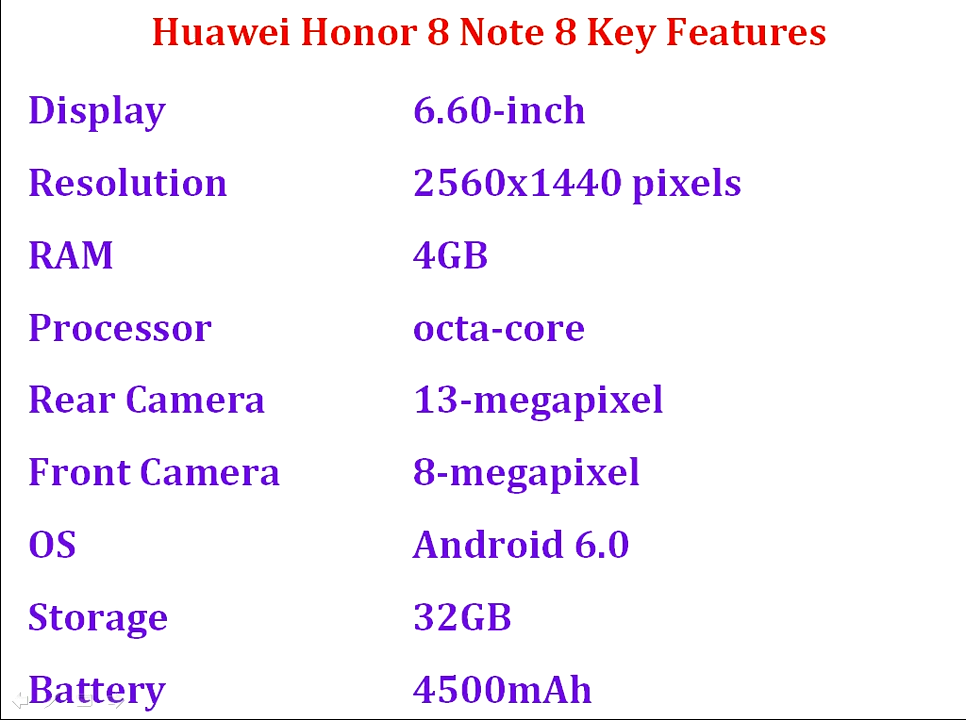 Huawei Honor 8 Note 8 Key Features
Display 6.60-inch
Resolution 2560x1440 pixels
RAM 4GB
Processor octa-core
Rear Camera 13-megapixel
Front Camera 8-megapixel
OS Android 6.0
Storage 32GB
Battery 4500mAh